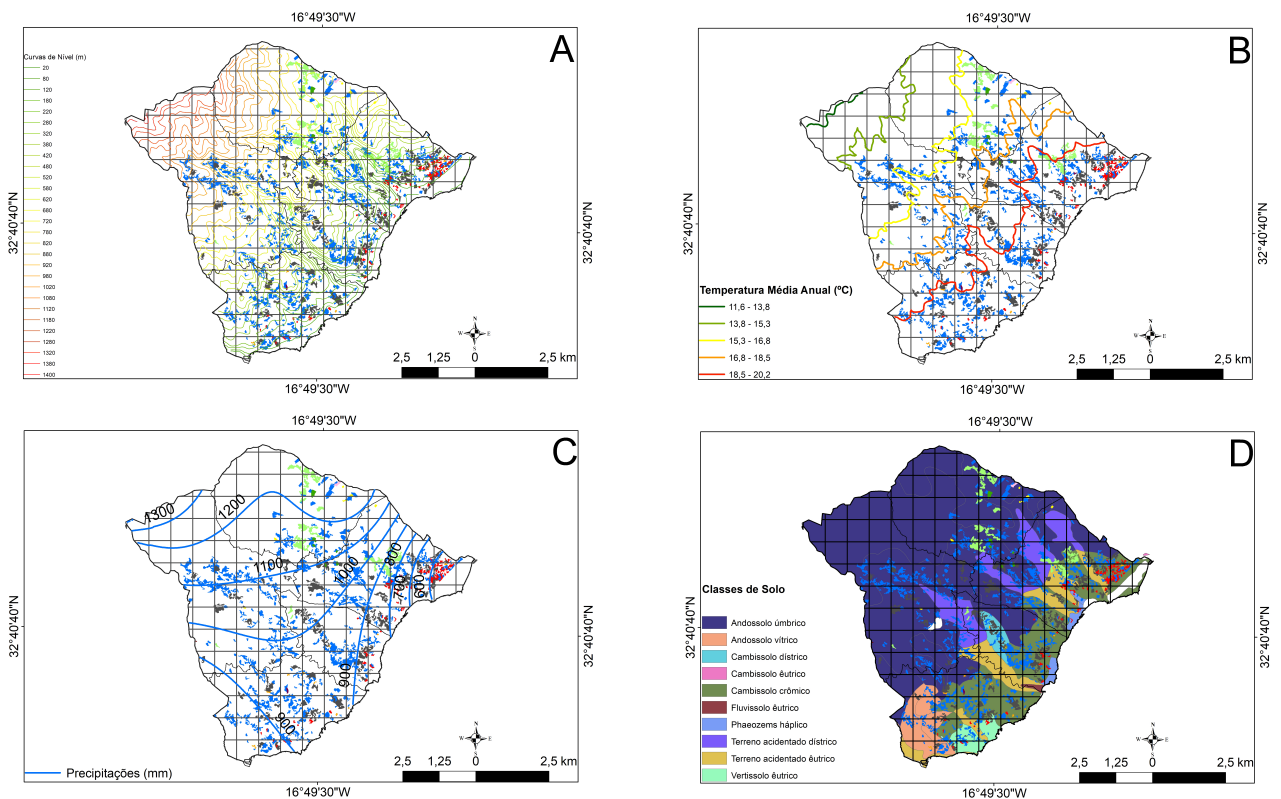 16°49'30"W
A
Curvas de Nível (m)
20
60
120
160
220
260
320
380
420
480
520
560
620
680
720
780
820
880
920
980
1020
1080
1120
1180
1220
1260
1320
1380
1400
32°40'40"N
32°40'40"N
N
W E
S
2,5 1,25 0 2,5 km
16°49'30"W
16°49'30"W
B
32°40'40"N
32°40'40"N
Temperatura Média Anual (ºC)
11,6 - 13,8
13,8 - 15,3
15,3 - 16,8
16,8 - 18,5
18,5 - 20,2
N
W E
S
2,5 1,25 0 2,5 km
16°49'30"W
16°49'30"W
C
1300
1200
1100
1000
800
700
600
900
900
32°40'40"N
32°40'40"N
Precipitações (mm)
N
W E
S
2,5 1,25 0 2,5 km
16°49'30"W
16°49'30"W
D
32°40'40"N
32°40'40"N
Classes de Solo
Andossolo úmbrico
Andossolo vítrico
Cambissolo dístrico
Cambissolo êutrico
Cambissolo crômico
Fluvissolo êutrico
Phaeozems háplico
Terreno acidentado dístrico
Terreno acidentado êutrico
Vertissolo êutrico
N
W E
S
2,5 1,25 0 2,5 km
16°49'30"W